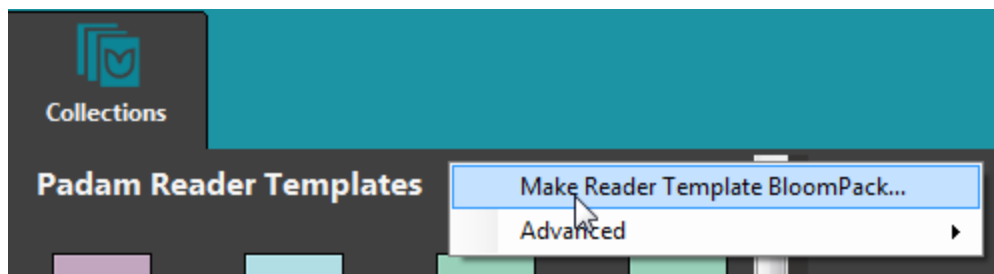 Collections
Padam Reader Templates
Make Reader Template BloomPack...
Advanced